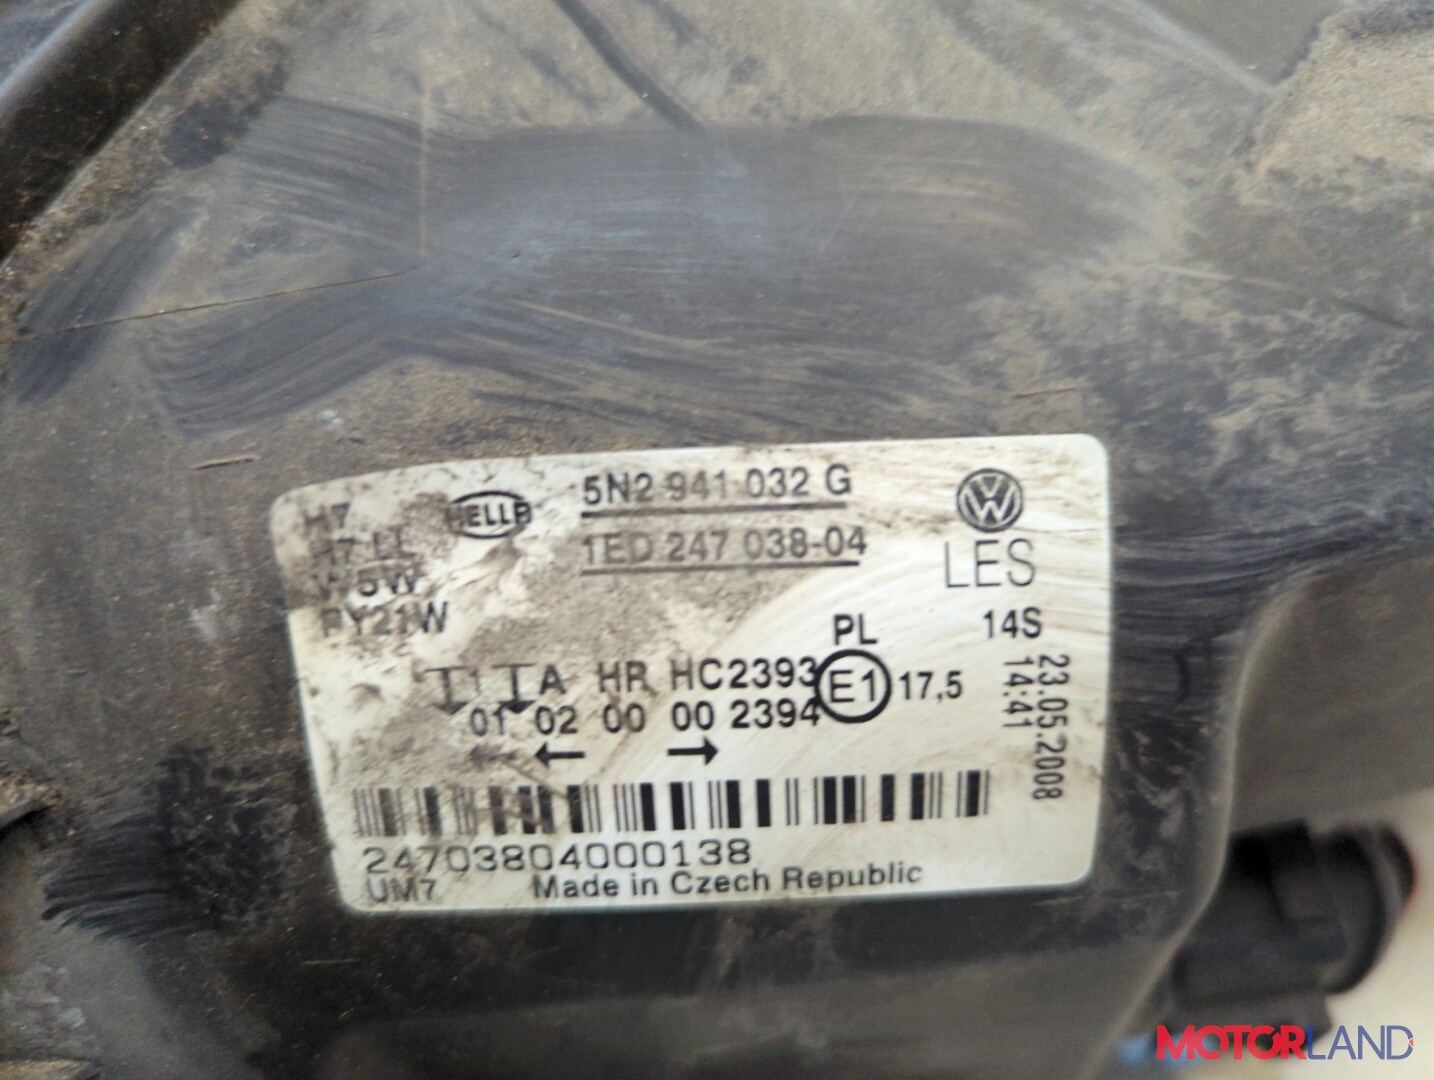 H7
H7 LL
W5W
PY21W
HELLA
5N2 941 032 G
1ED 247 038-04
LES
14S
PL
A HR HC2393
01 02 00 00 2394
E1
17,5
← →
23.05.2008
14:41
24703804000138
UM7 Made in Czech Republic
MOTORLAND